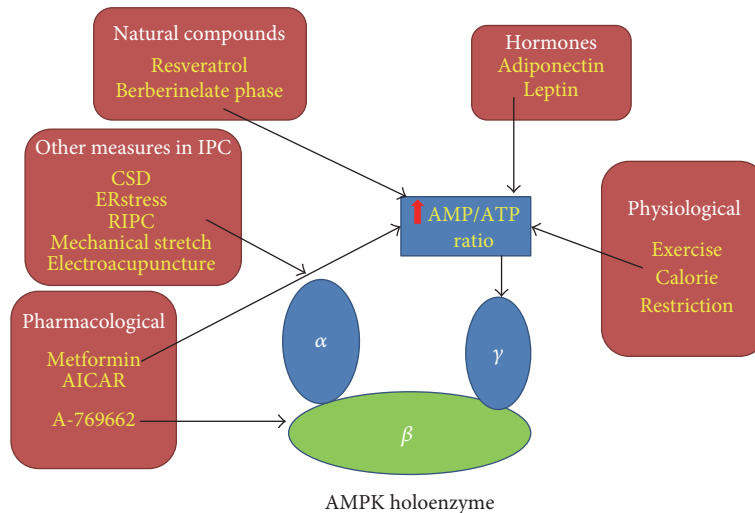 Natural compounds
Resveratrol
Berberinelate phase
Hormones
Adiponectin
Leptin
Other measures in IPC
CSD
ERstress
RIPC
Mechanical stretch
Electroacupuncture
AMP/ATP
ratio
Physiological
Exercise
Calorie
Restriction
Pharmacological
Metformin
AICAR
A-769662
α
γ
β
AMPK holoenzyme